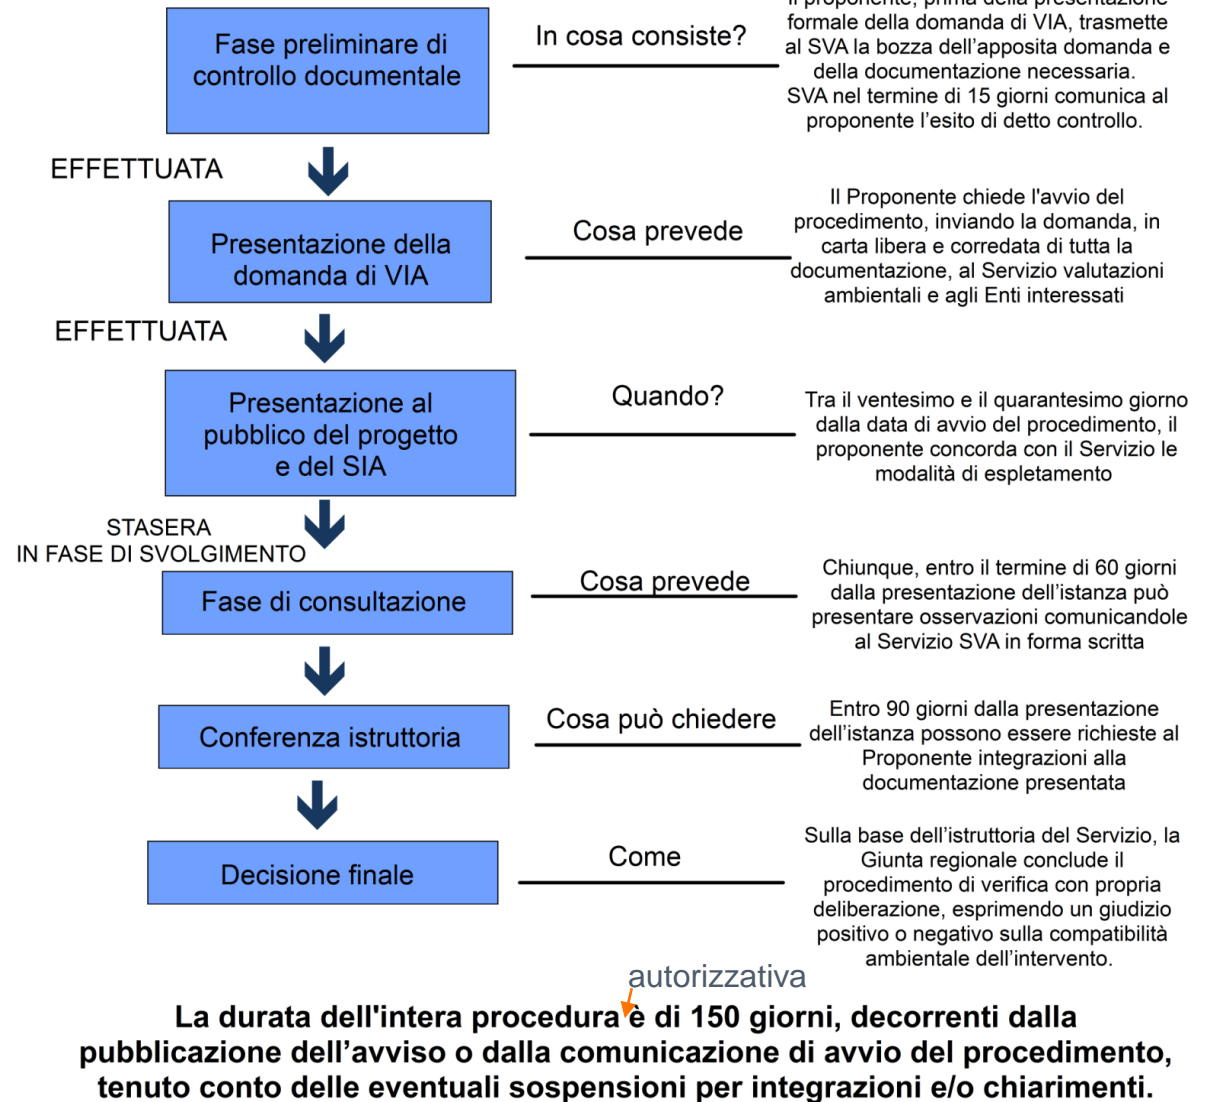 Il proponente, prima della presentazione
formale della domanda di VIA, trasmette
al SVA la bozza dell'apposita domanda e
della documentazione necessaria.
SVA nel termine di 15 giorni comunica al
proponente l'esito di detto controllo.
Fase preliminare di
controllo documentale
In cosa consiste?
EFFETTUATA
Presentazione della
domanda di VIA
Cosa prevede
Il Proponente chiede l'avvio del
procedimento, inviando la domanda, in
carta libera e corredata di tutta la
documentazione, al Servizio valutazioni
ambientali e agli Enti interessati
EFFETTUATA
Presentazione al
pubblico del progetto
e del SIA
Quando?
Tra il ventesimo e il quarantesimo giorno
dalla data di avvio del procedimento, il
proponente concorda con il Servizio le
modalità di espletamento
STASERA
IN FASE DI SVOLGIMENTO
Fase di consultazione
Cosa prevede
Chiunque, entro il termine di 60 giorni
dalla presentazione dell'istanza può
presentare osservazioni comunicandole
al Servizio SVA in forma scritta
Conferenza istruttoria
Cosa può chiedere
Entro 90 giorni dalla presentazione
dell'istanza possono essere richieste al
Proponente integrazioni alla
documentazione presentata
Decisione finale
Come
Sulla base dell'istruttoria del Servizio, la
Giunta regionale conclude il
procedimento di verifica con propria
deliberazione, esprimendo un giudizio
positivo o negativo sulla compatibilità
ambientale dell'intervento.
autorizzativa
La durata dell'intera procedura è di 150 giorni, decorrenti dalla
pubblicazione dell'avviso o dalla comunicazione di avvio del procedimento,
tenuto conto delle eventuali sospensioni per integrazioni e/o chiarimenti.